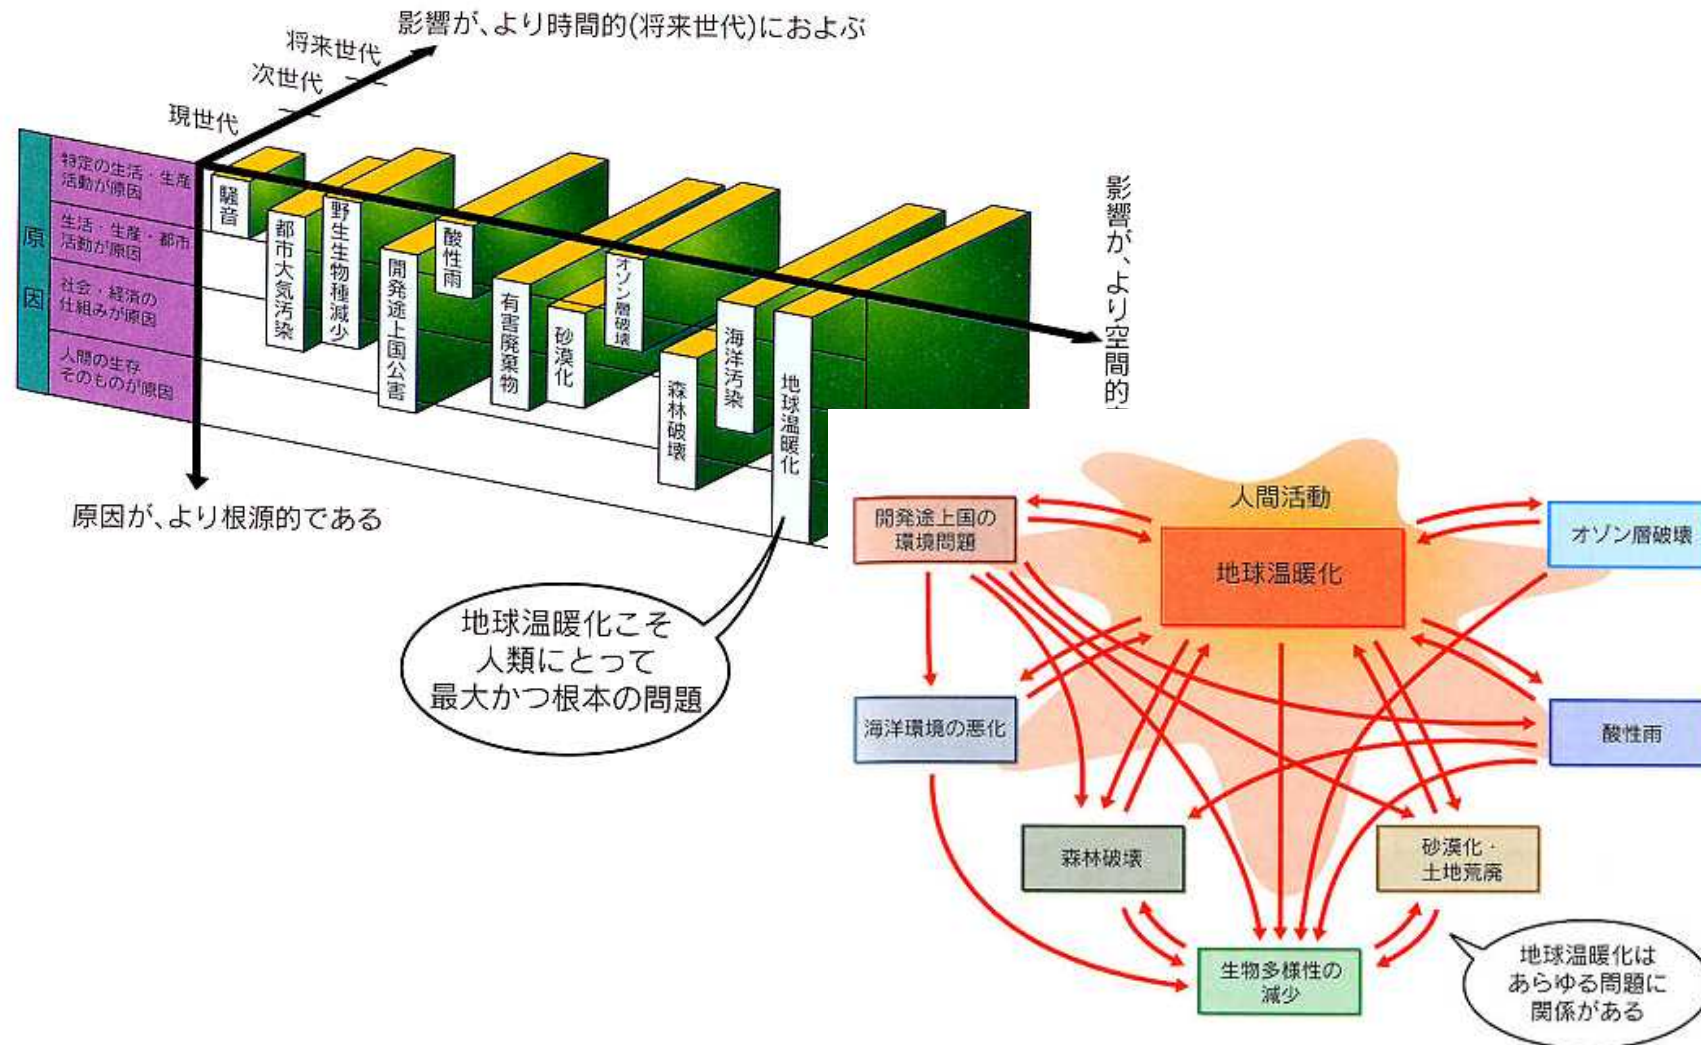 影響が、より時間的(将来世代)におよぶ
将来世代
次世代
現世代
原因
特定の生活・生産
活動が原因
生活・生産・都市
活動が原因
社会・経済の
仕組みが原因
人間の生存
そのものが原因
騒音
都市大気汚染
野生生物種減少
開発途上国公害
酸性雨
有害廃棄物
砂漠化
オゾン層破壊
森林破壊
海洋汚染
地球温暖化
影響が、より空間的
原因が、より根源的である
地球温暖化こそ
人類にとって
最大かつ根本の問題
人間活動
地球温暖化
開発途上国の
環境問題
オゾン層破壊
海洋環境の悪化
酸性雨
森林破壊
砂漠化・
土地荒廃
生物多様性の
減少
地球温暖化は
あらゆる問題に
関係がある